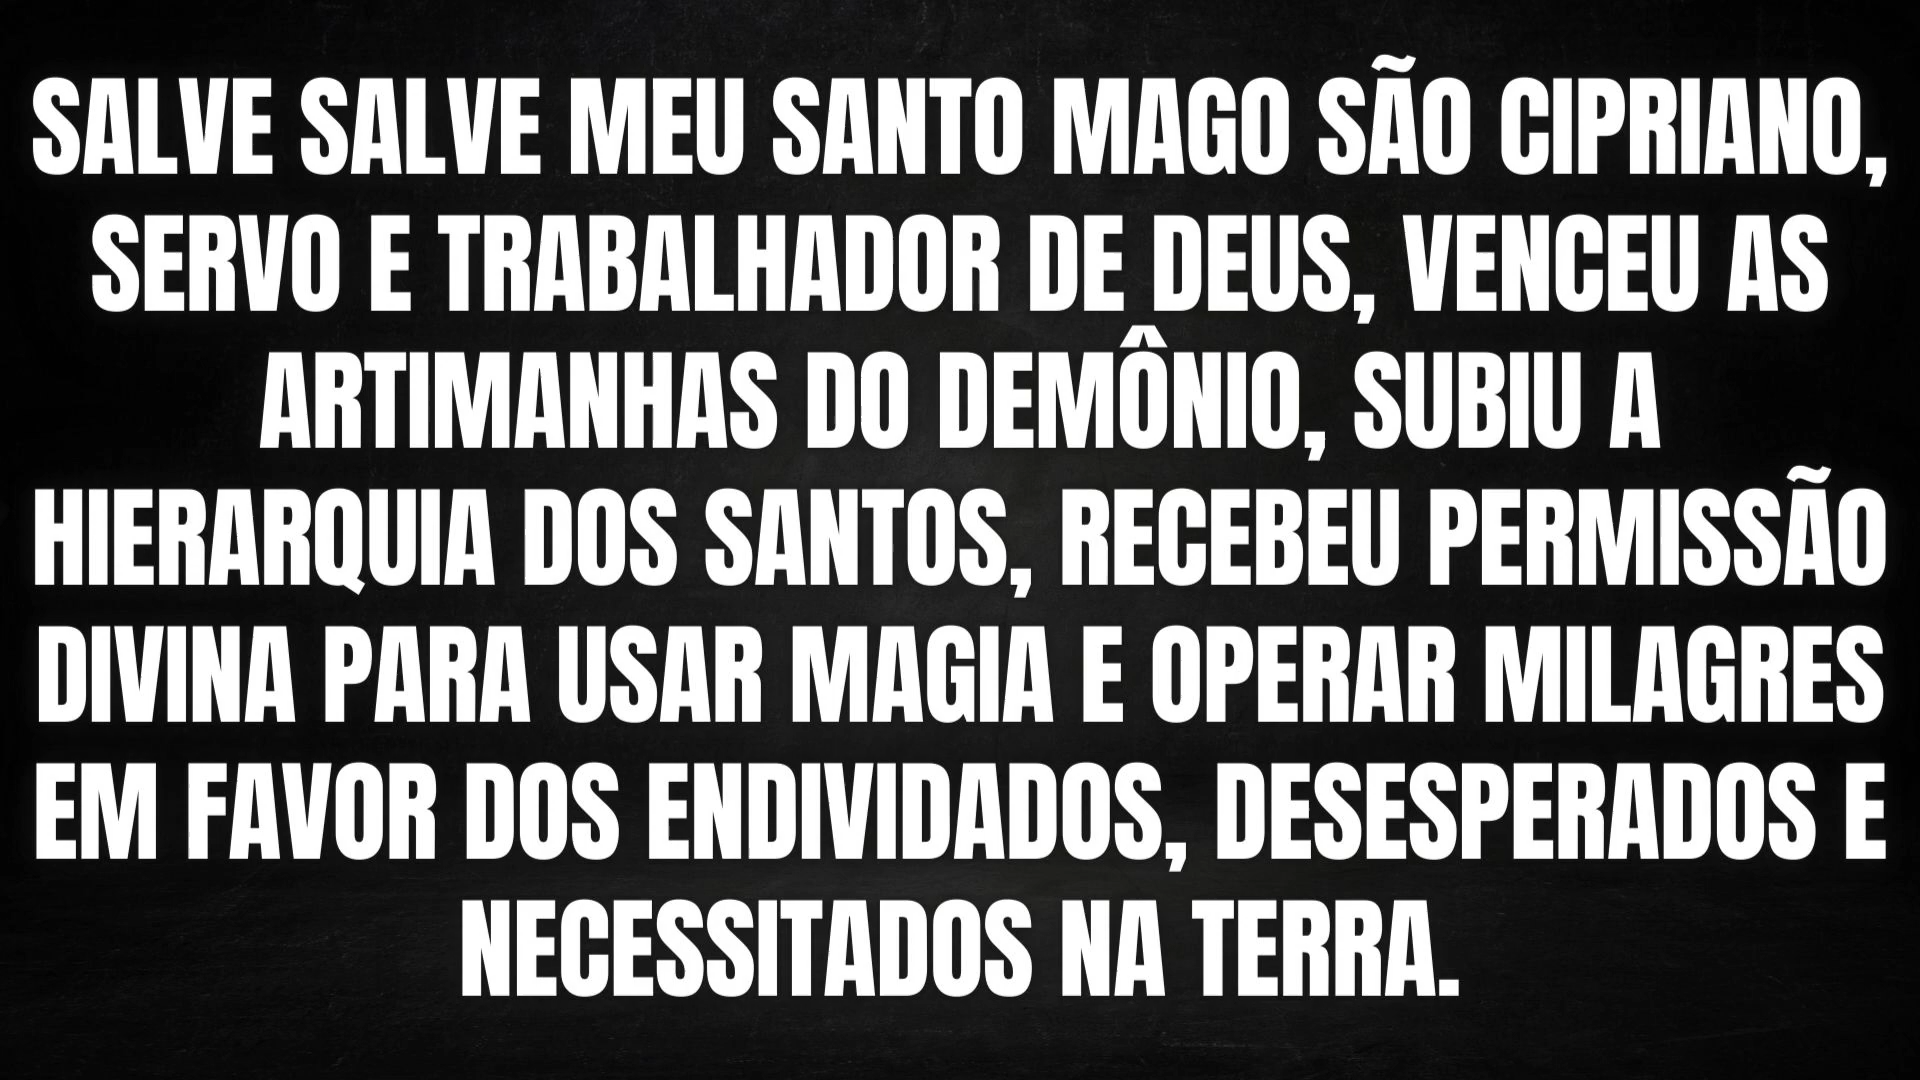 SALVE SALVE MEU SANTO MAGO SÃO CIPRIANO,
SERVO E TRABALHADOR DE DEUS, VENCEU AS
ARTIMANHAS DO DEMÔNIO, SUBIU A
HIERARQUIA DOS SANTOS, RECEBEU PERMISSÃO
DIVINA PARA USAR MAGIA E OPERAR MILAGRES
EM FAVOR DOS ENDIVIDADOS, DESESPERADOS E
NECESSITADOS NA TERRA.